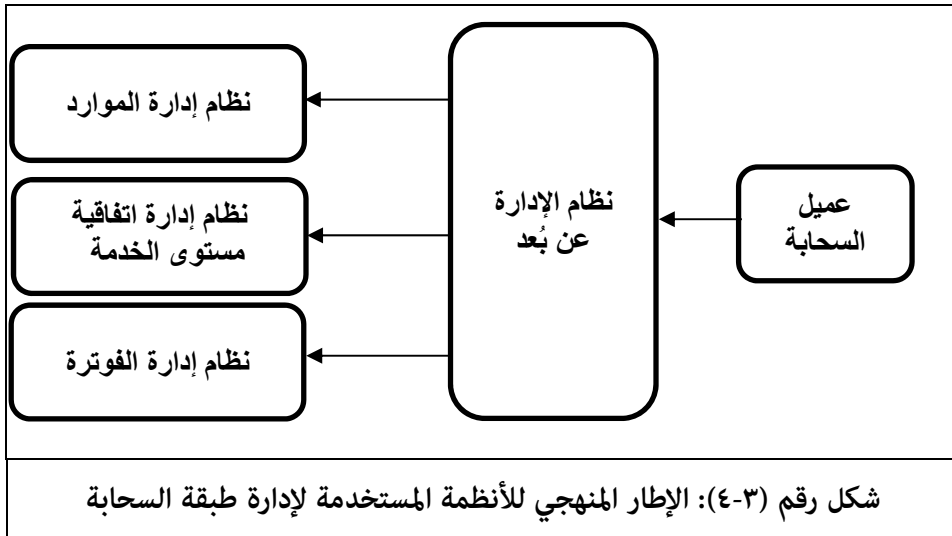 عميل
السحابة
نظام الإدارة
عن بُعد
نظام إدارة الموارد
نظام إدارة اتفاقية
مستوى الخدمة
نظام إدارة الفوترة
شكل رقم (٣-٤): الإطار المنهجي للأنظمة المستخدمة لإدارة طبقة السحابة